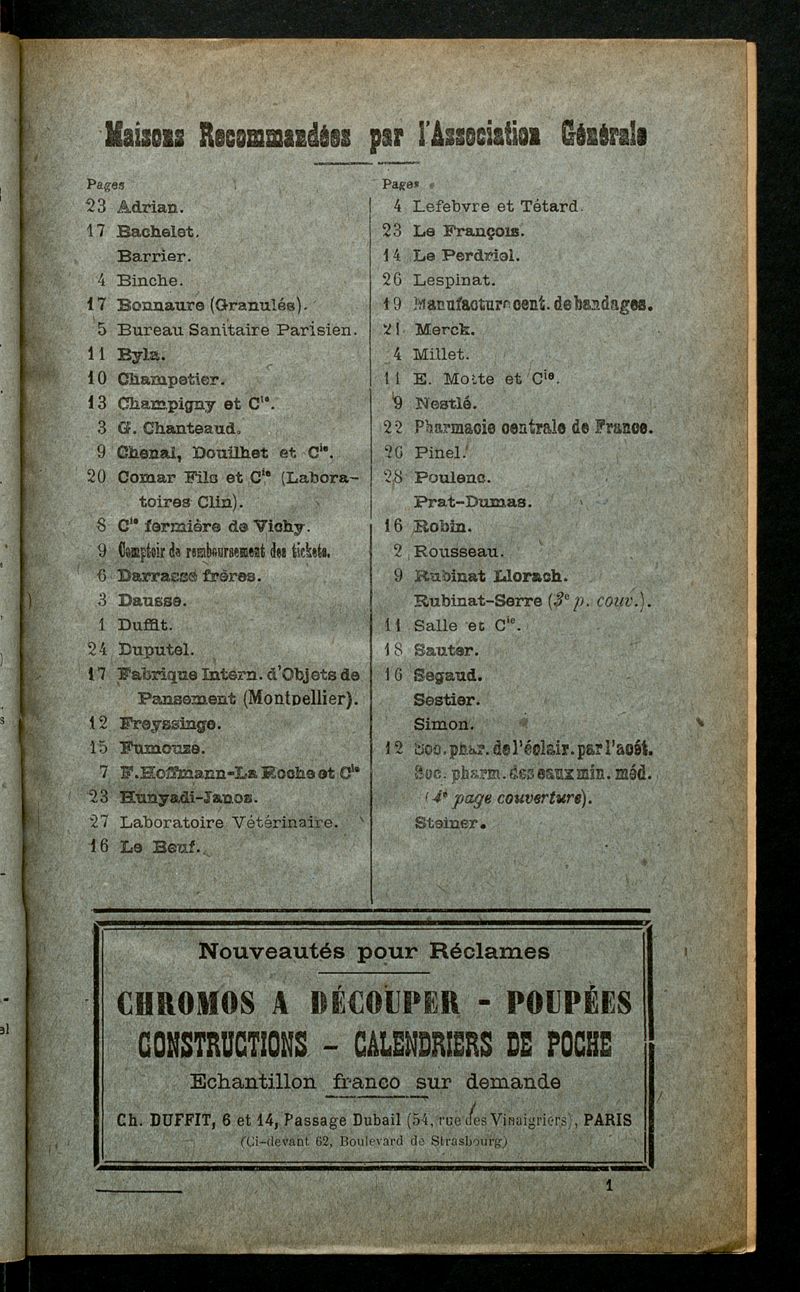 Maisons Recommandées par l'Association Générale
Pages
23 Adrian.
17 Bachelet.
Barrier.
4 Binche.
17 Bonnaure (Granulés).
5 Bureau Sanitaire Parisien.
11 Byla.
10 Champetier.
13 Champigny et Cie.
3 G. Chanteaud.
9 Chenal, Douilhet et Cie.
20 Comar Fils et Cie (Labora-
toires Clin).
8 Cie fermière de Vichy.
9 Comptoir de remboursement des tickets.
6 Darrasse frères.
3 Dausse.
1 Duffit.
24 Duputel.
17 Fabrique Intern. d'Objets de
Pansement (Montpellier).
12 Freyssinge.
15 Fumouze.
7 F. Hoffmann-La Roche et Cie
23 Hunyadi-Janos.
27 Laboratoire Vétérinaire.
16 Le Beuf.
Pages
4 Lefebvre et Tétard.
23 Le François.
14 Le Perdriel.
26 Lespinat.
19 Manufacture cent. de bandages.
21 Merck.
4 Millet.
11 E. Motte et Cie.
9 Nestlé.
22 Pharmacie centrale de France.
26 Pinel.
28 Poulenc.
Prat-Dumas.
16 Robin.
2 Rousseau.
9 Rubinat Llorach.
Rubinat-Serre (3e p. couv.).
11 Salle et Cie.
18 Sauter.
16 Segaud.
Sestier.
Simon.
12 Soc. phar. de l'éclair. par l'acét.
Soc. pharm. des eaux min. méd.
(4e page couverture).
Steiner.
Nouveautés pour Réclames
CHROMOS A DÉCOUPER - POUPÉES
CONSTRUCTIONS - CALENDRIERS DE POCHE
Echantillon franco sur demande
Ch. DUFFIT, 6 et 14, Passage Dubail (54, rue des Vinaigriers), PARIS
(Ci-devant 62, Boulevard de Strasbourg)
1